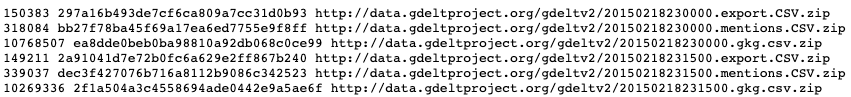 150383 297a16b493de7cf6ca809a7cc31d0b93 http://data.gdeltproject.org/gdeltv2/20150218230000.export.CSV.zip
318084 bb27f78ba45f69a17ea6ed7755e9f8ff http://data.gdeltproject.org/gdeltv2/20150218230000.mentions.CSV.zip
10768507 ea8dde0beb0ba98810a92db068c0ce99 http://data.gdeltproject.org/gdeltv2/20150218230000.gkg.csv.zip
149211 2a91041d7e72b0fc6a629e2ff867b240 http://data.gdeltproject.org/gdeltv2/20150218231500.export.CSV.zip
339037 dec3f427076b716a8112b9086c342523 http://data.gdeltproject.org/gdeltv2/20150218231500.mentions.CSV.zip
10269336 2f1a504a3c4558694ade0442e9a5ae6f http://data.gdeltproject.org/gdeltv2/20150218231500.gkg.csv.zip